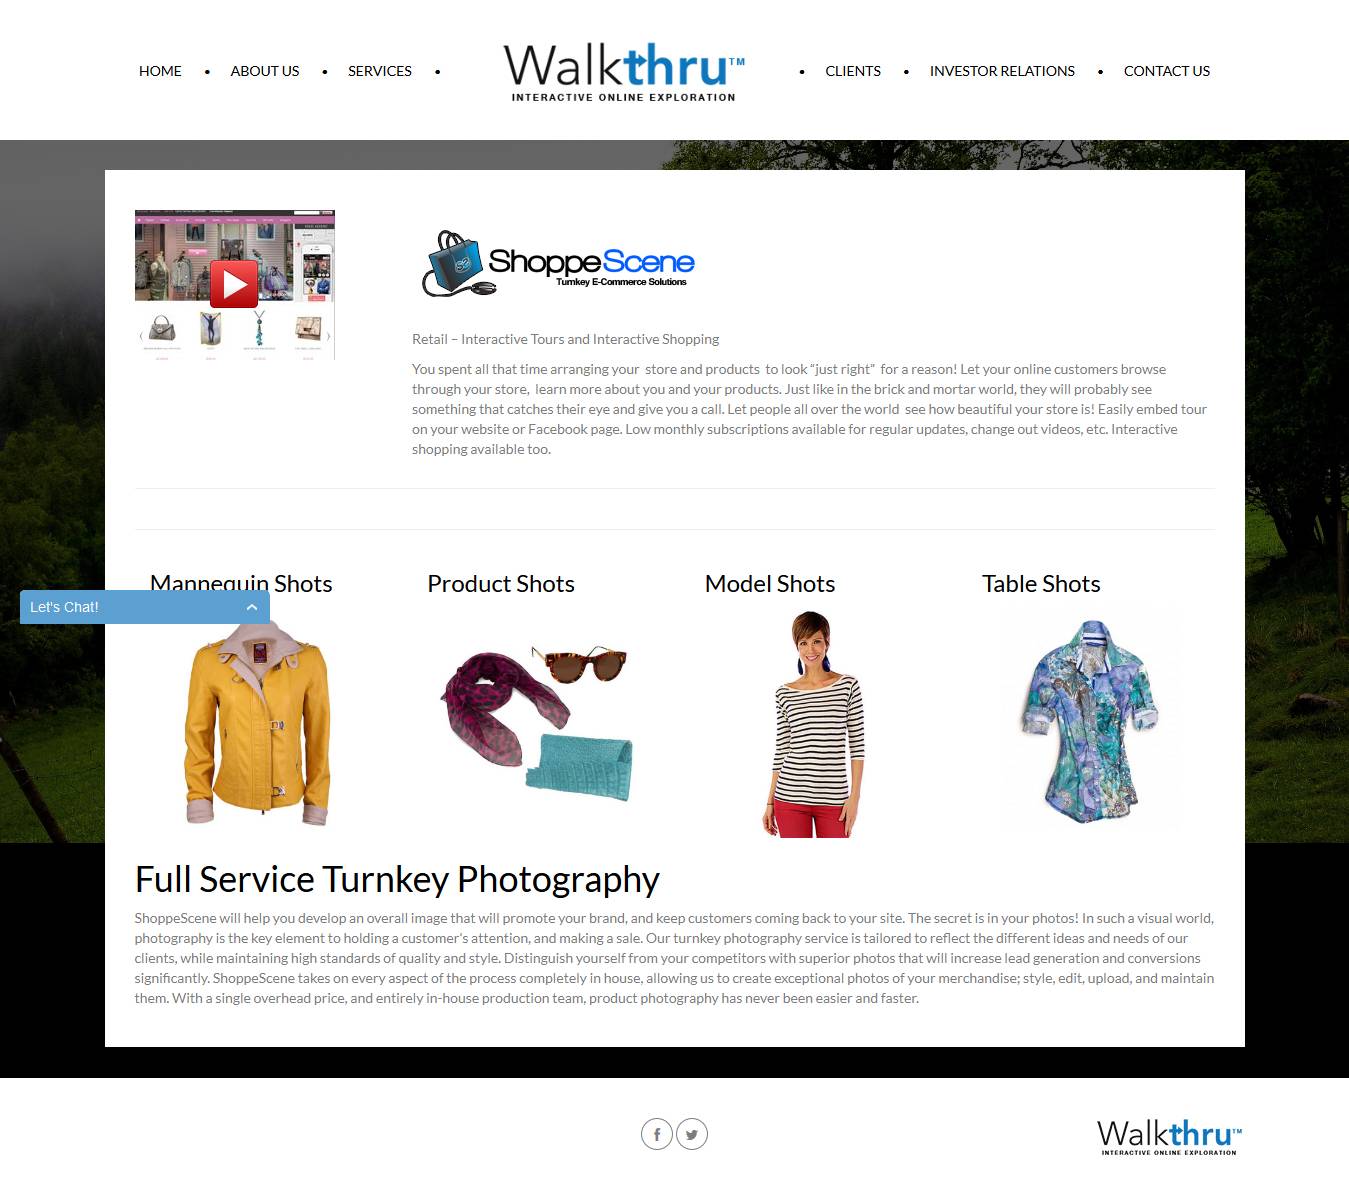 HOME • ABOUT US • SERVICES •
Walkthru™
INTERACTIVE ONLINE EXPLORATION
• CLIENTS • INVESTOR RELATIONS • CONTACT US
S2
ShoppeScene
Turnkey E-Commerce Solutions
Retail – Interactive Tours and Interactive Shopping
You spent all that time arranging your store and products to look “just right” for a reason! Let your online customers browse
through your store, learn more about you and your products. Just like in the brick and mortar world, they will probably see
something that catches their eye and give you a call. Let people all over the world see how beautiful your store is! Easily embed tour
on your website or Facebook page. Low monthly subscriptions available for regular updates, change out videos, etc. Interactive
shopping available too.
Mannequin Shots
Product Shots
Model Shots
Table Shots
Let's Chat!
Full Service Turnkey Photography
ShoppeScene will help you develop an overall image that will promote your brand, and keep customers coming back to your site. The secret is in your photos! In such a visual world,
photography is the key element to holding a customer's attention, and making a sale. Our turnkey photography service is tailored to reflect the different ideas and needs of our
clients, while maintaining high standards of quality and style. Distinguish yourself from your competitors with superior photos that will increase lead generation and conversions
significantly. ShoppeScene takes on every aspect of the process completely in house, allowing us to create exceptional photos of your merchandise; style, edit, upload, and maintain
them. With a single overhead price, and entirely in-house production team, product photography has never been easier and faster.
Walkthru™
INTERACTIVE ONLINE EXPLORATION